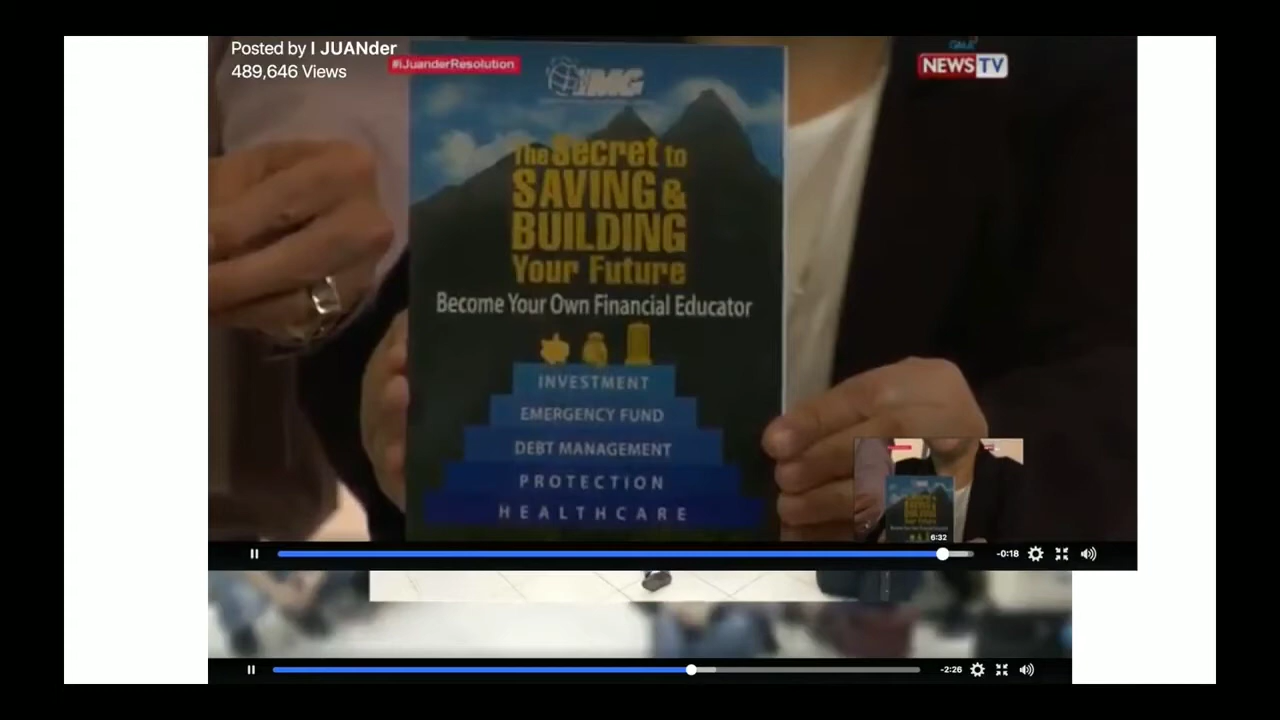 Posted by I JUANder
489,646 Views
#iJuanderResolution
GMA
NEWS TV
IMG
The Secret to
SAVING &
BUILDING
Your Future
Become Your Own Financial Educator
INVESTMENT
EMERGENCY FUND
DEBT MANAGEMENT
PROTECTION
HEALTHCARE
6:32
-0:18
-2:26